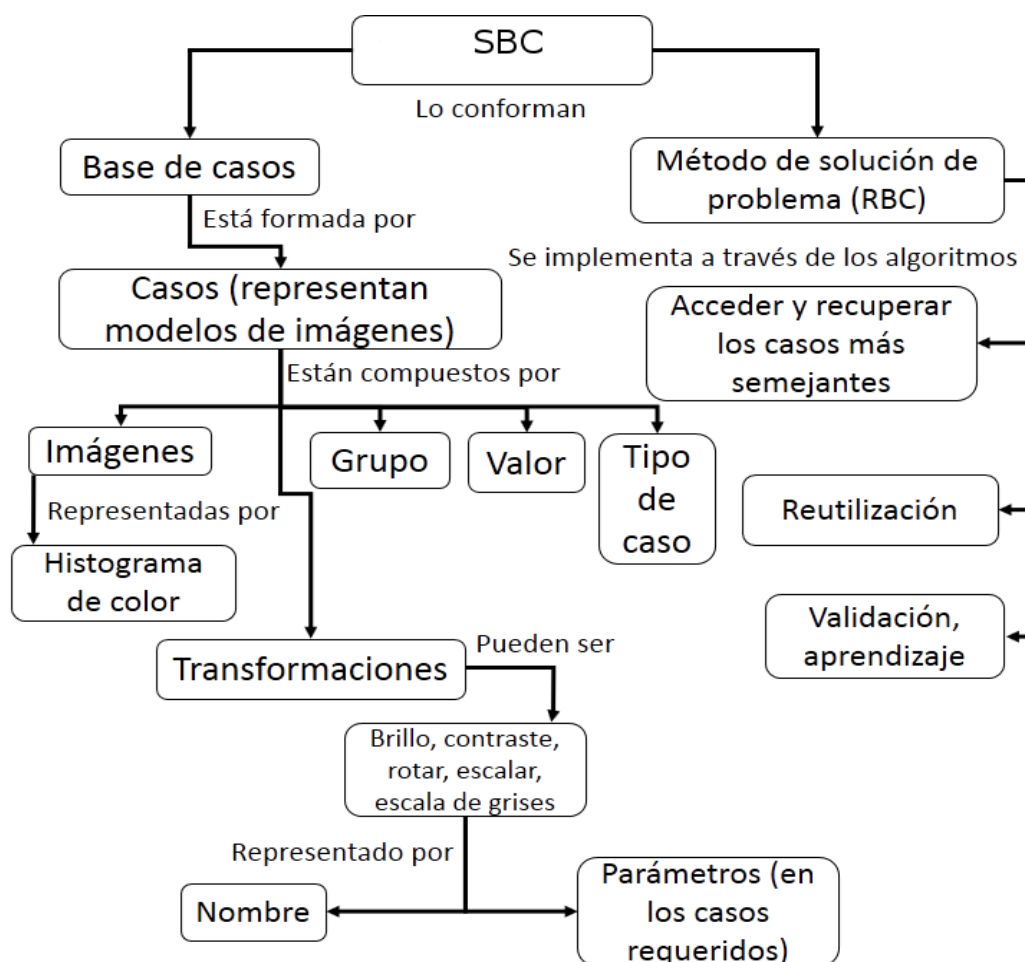 SBC
Lo conforman
Base de casos
Método de solución de
problema (RBC)
Está formada por
Se implementa a través de los algoritmos
Casos (representan
modelos de imágenes)
Acceder y recuperar
los casos más
semejantes
Están compuestos por
Imágenes
Grupo
Valor
Tipo
de
caso
Representadas por
Reutilización
Histograma
de color
Validación,
aprendizaje
Transformaciones
Pueden ser
Brillo, contraste,
rotar, escalar,
escala de grises
Representado por
Nombre
Parámetros (en
los casos
requeridos)